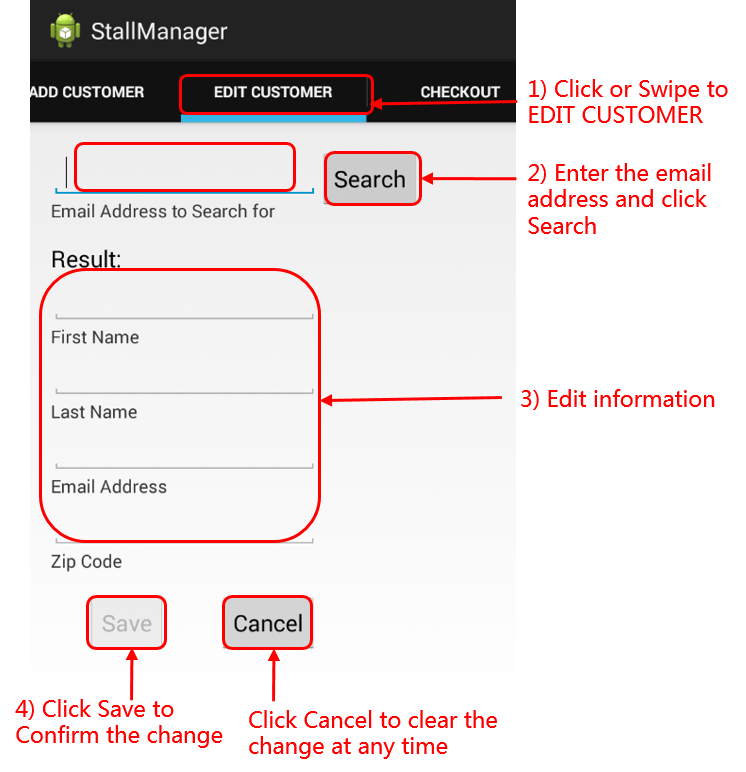 StallManager
ADD CUSTOMER EDIT CUSTOMER CHECKOUT
1) Click or Swipe to
EDIT CUSTOMER
Search
2) Enter the email
address and click
Search
Email Address to Search for
Result:
First Name
Last Name
3) Edit information
Email Address
Zip Code
Save Cancel
4) Click Save to
Confirm the change
Click Cancel to clear the
change at any time